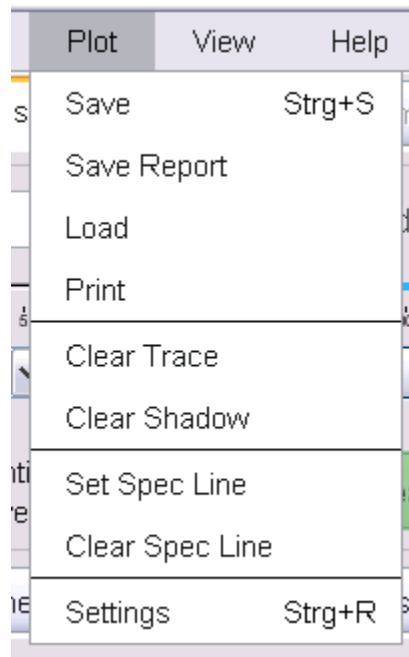 Plot View Help
Save Strg+S
Save Report
Load
Print
Clear Trace
Clear Shadow
Set Spec Line
Clear Spec Line
Settings Strg+R